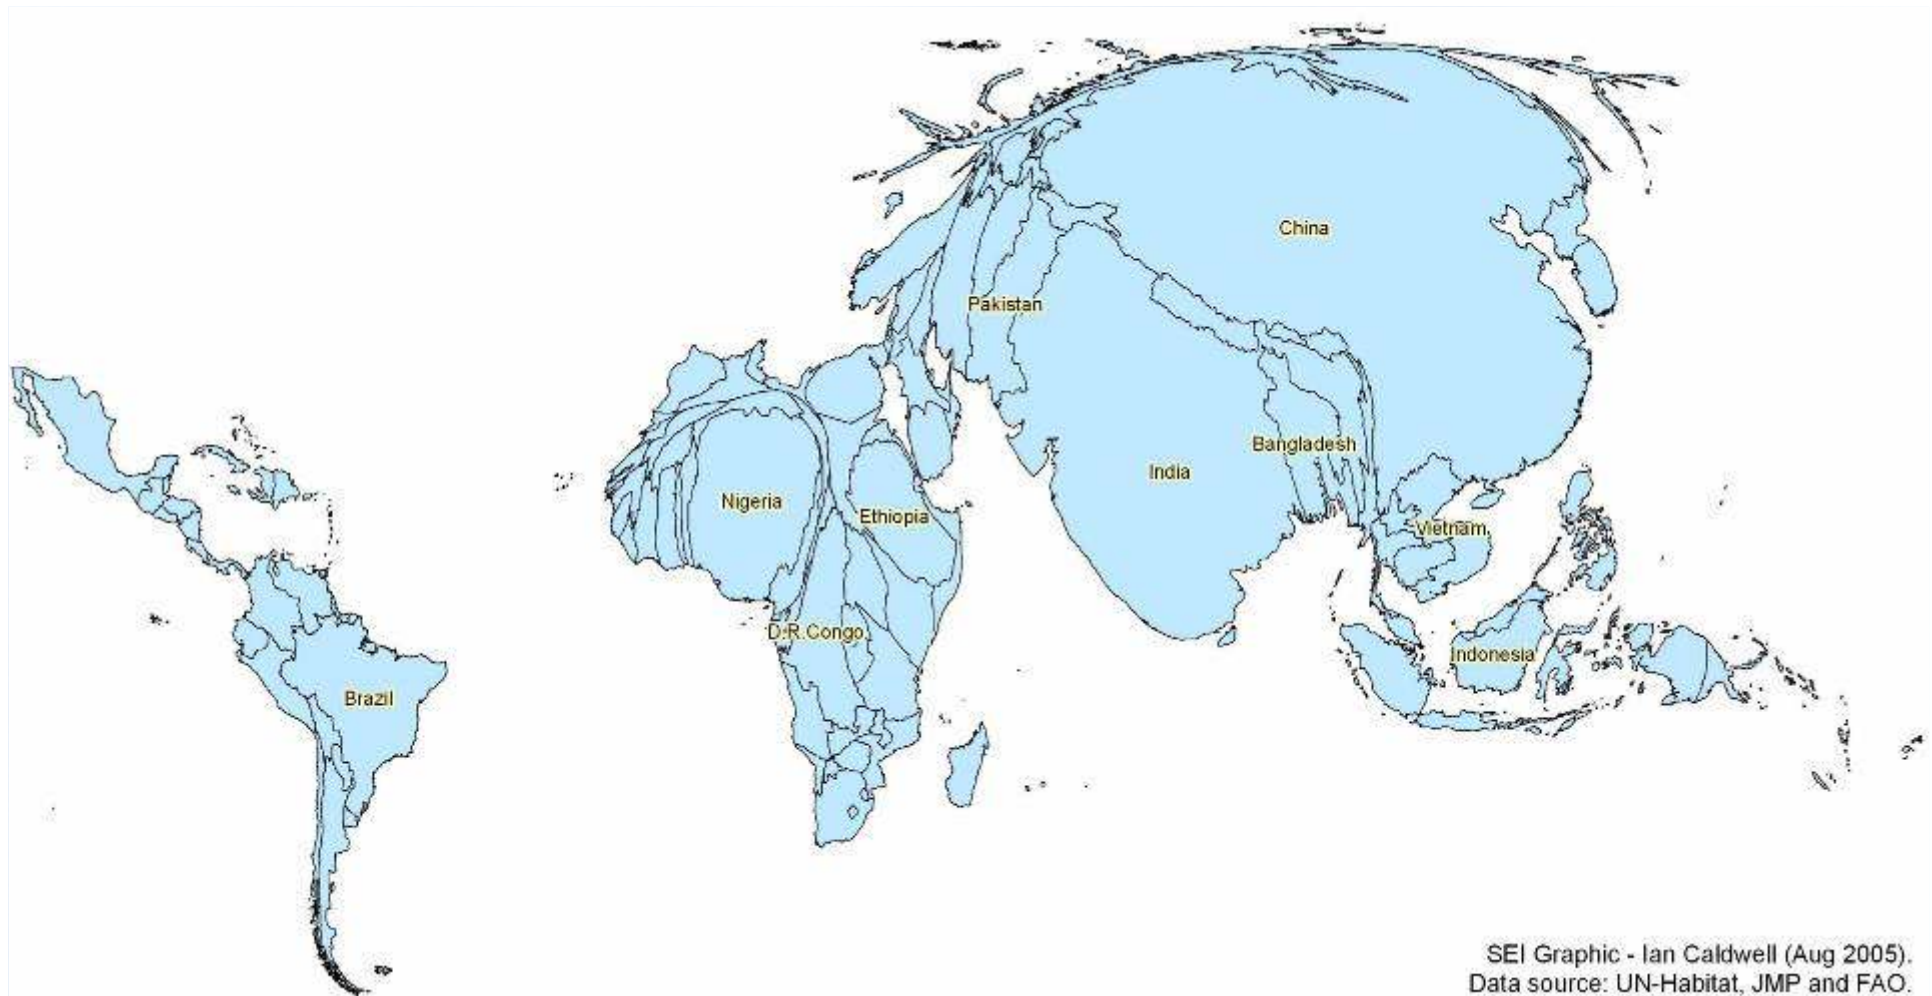 China
Pakistan
Bangladesh
India
Nigeria
Ethiopia
Vietnam
D.R.Congo
Indonesia
Brazil
SEI Graphic - Ian Caldwell (Aug 2005).
Data source: UN-Habitat, JMP and FAO.